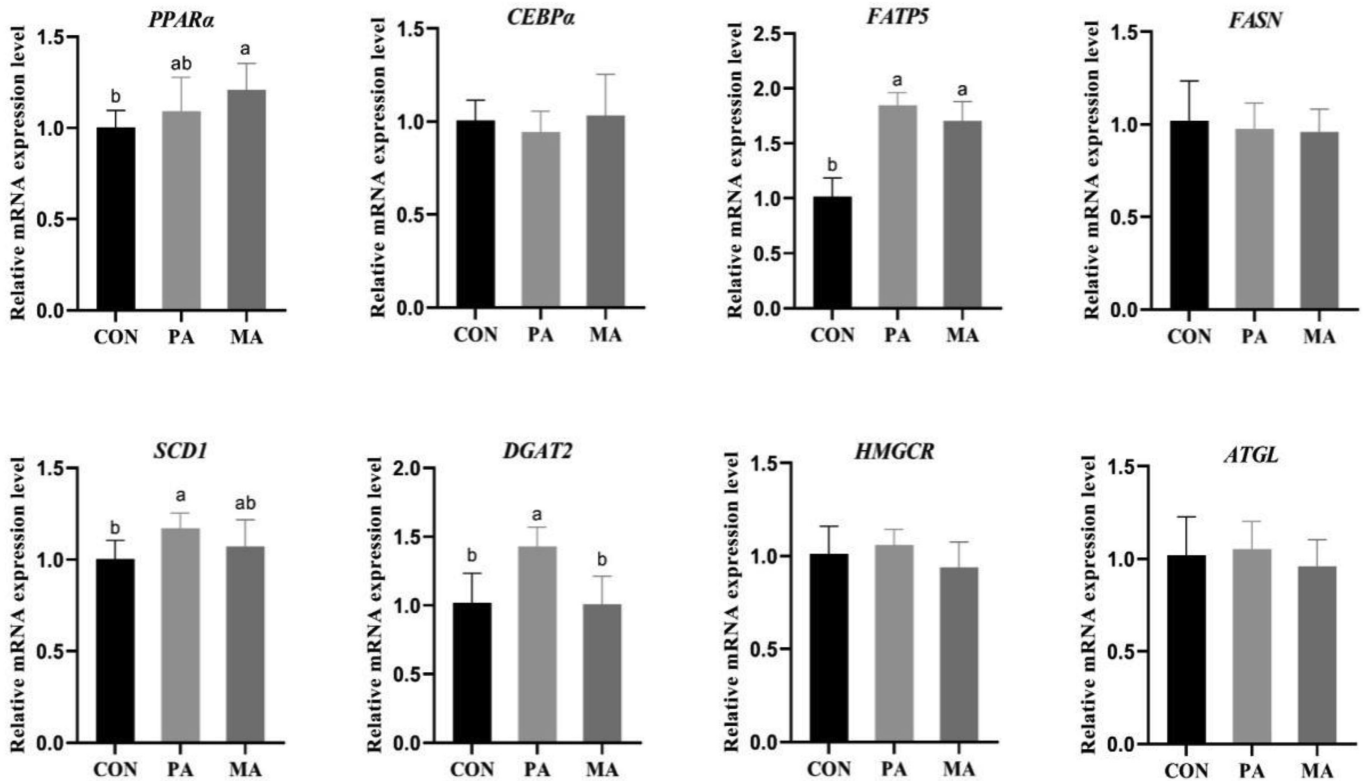 PPARα
Relative mRNA expression level
1.5
1.0
0.5
0.0
b
ab
a
CON PA MA
CEBPα
Relative mRNA expression level
1.5
1.0
0.5
0.0
CON PA MA
FATP5
Relative mRNA expression level
2.5
2.0
1.5
1.0
0.5
0.0
b
a
a
CON PA MA
FASN
Relative mRNA expression level
1.5
1.0
0.5
0.0
CON PA MA
SCD1
Relative mRNA expression level
1.5
1.0
0.5
0.0
b
a
ab
CON PA MA
DGAT2
Relative mRNA expression level
2.0
1.5
1.0
0.5
0.0
b
a
b
CON PA MA
HMGCR
Relative mRNA expression level
1.5
1.0
0.5
0.0
CON PA MA
ATGL
Relative mRNA expression level
1.5
1.0
0.5
0.0
CON PA MA